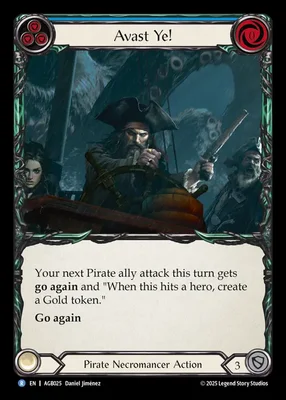 Avast Ye!
Your next Pirate ally attack this turn gets
go again and "When this hits a hero, create
a Gold token."
Go again
Pirate Necromancer Action
3
R EN | AGB025 Daniel Jiménez
© 2025 Legend Story Studios